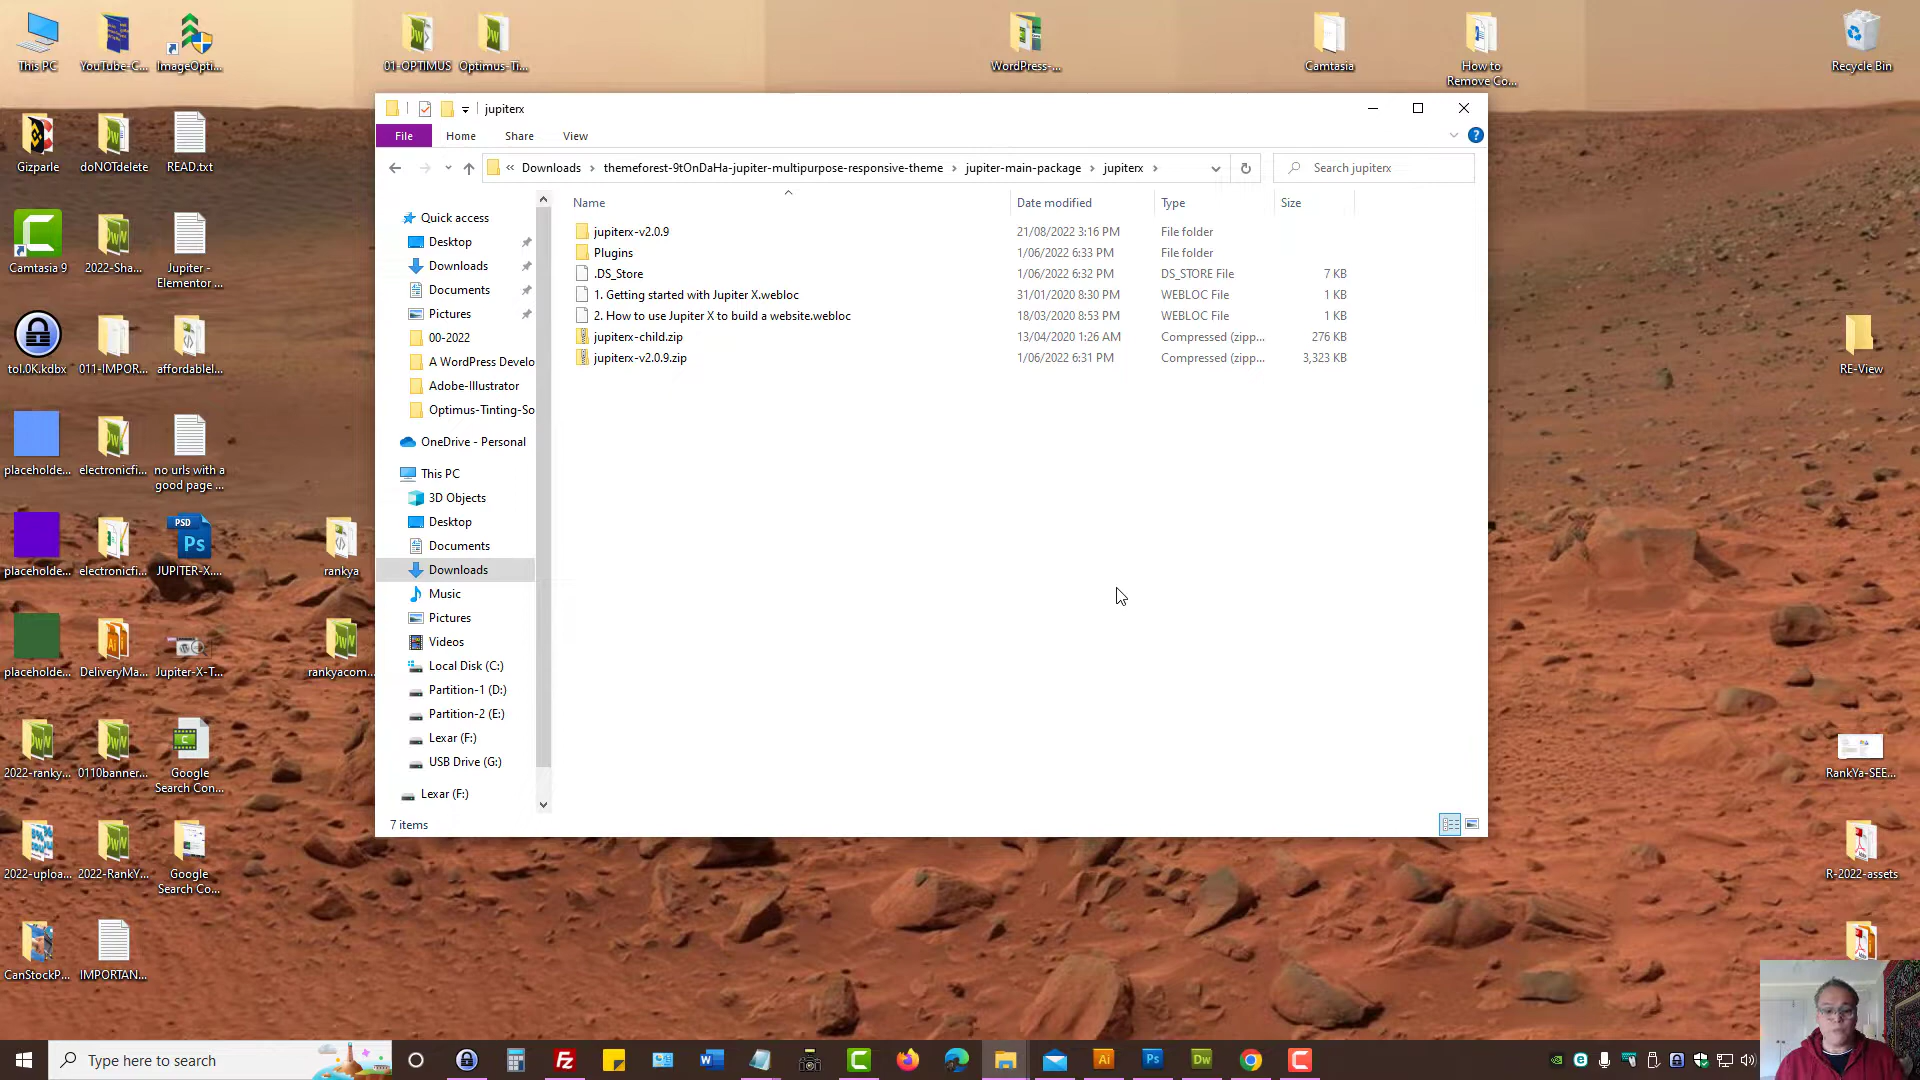 This PC
YouTube-C...
ImageOpti...
01-OPTIMUS
Optimus-Ti...
WordPress-...
Camtasia
How to
Remove Co...
Recycle Bin
jupiterx
File
Home
Share
View
Downloads
themeforest-9tOnDaHa-jupiter-multipurpose-responsive-theme
jupiter-main-package
jupiterx
Search jupiterx
Name
Date modified
Type
Size
jupiterx-v2.0.9
21/08/2022 3:16 PM
File folder
Plugins
1/06/2022 6:33 PM
File folder
.DS_Store
1/06/2022 6:32 PM
DS_STORE File
7 KB
1. Getting started with Jupiter X.webloc
31/01/2020 8:30 PM
WEBLOC File
1 KB
2. How to use Jupiter X to build a website.webloc
18/03/2020 8:53 PM
WEBLOC File
1 KB
jupiterx-child.zip
13/04/2020 1:26 AM
Compressed (zipp...
276 KB
jupiterx-v2.0.9.zip
1/06/2022 6:31 PM
Compressed (zipp...
3,323 KB
Quick access
Desktop
Downloads
Documents
Pictures
00-2022
A WordPress Develo
Adobe-Illustrator
Optimus-Tinting-So
OneDrive - Personal
This PC
3D Objects
Desktop
Documents
Downloads
Music
Pictures
Videos
Local Disk (C:)
Partition-1 (D:)
Partition-2 (E:)
Lexar (F:)
USB Drive (G:)
Lexar (F:)
7 items
Gizparle
doNOTdelete
READ.txt
Camtasia 9
2022-Sha...
Jupiter -
Elementor ...
tol.0K.kdbx
011-IMPOR...
affordablel...
placeholde...
electronicfi...
no urls with a
good page ...
placeholde...
electronicfi...
JUPITER-X....
rankya
placeholde...
DeliveryMa...
Jupiter-X-T...
rankyacom...
2022-ranky...
0110banner...
Google
Search Con...
2022-uploa...
2022-RankY...
Google
Search Co...
CanStockP...
IMPORTAN...
RE-View
RankYa-SEE...
R-2022-assets
Type here to search